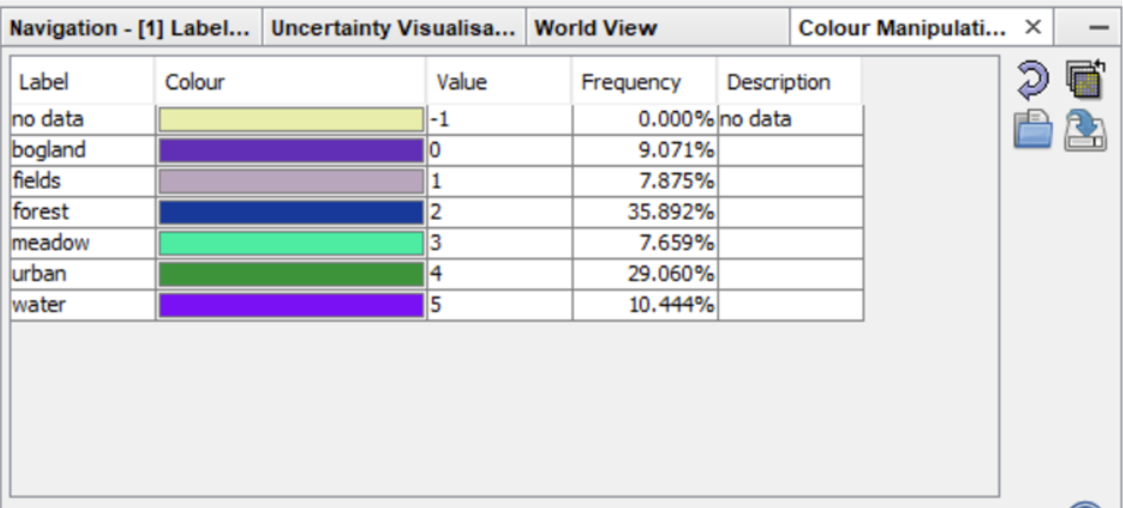 Navigation - [1] Label... Uncertainty Visualisa... World View Colour Manipulati...
Label Colour Value Frequency Description
no data -1 0.000% no data
bogland 0 9.071%
fields 1 7.875%
forest 2 35.892%
meadow 3 7.659%
urban 4 29.060%
water 5 10.444%